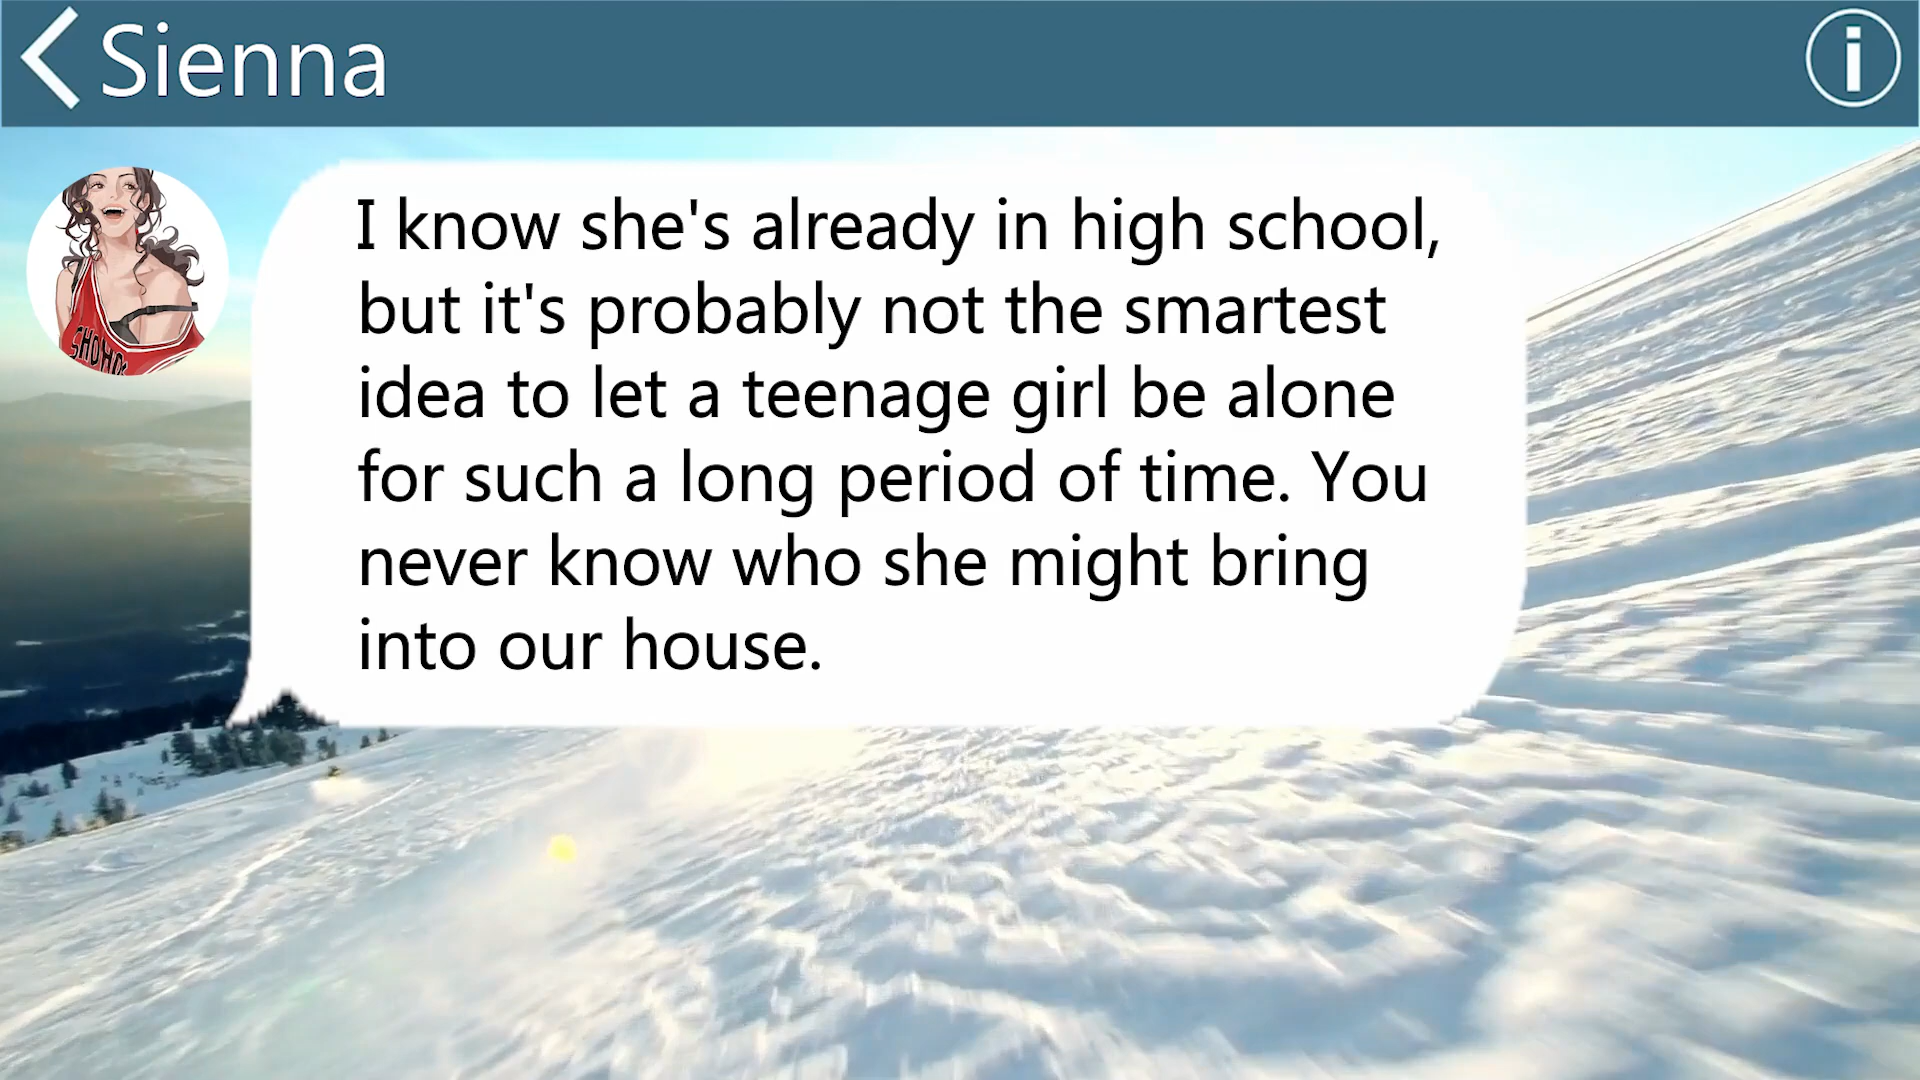 Sienna
I know she's already in high school,
but it's probably not the smartest
idea to let a teenage girl be alone
for such a long period of time. You
never know who she might bring
into our house.